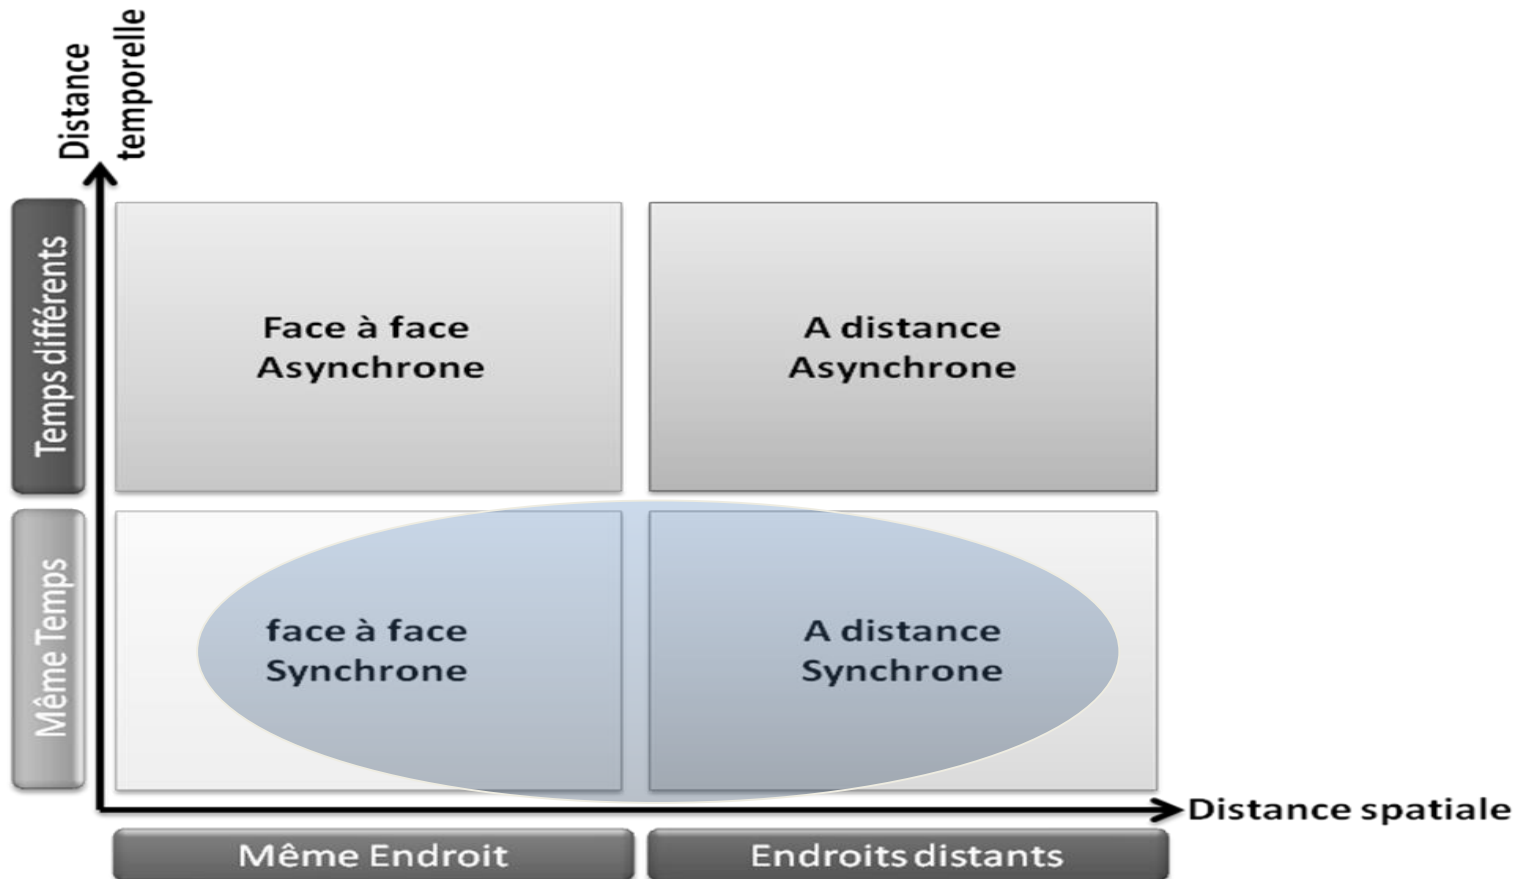 Distance
temporelle
Temps différents
Face à face
Asynchrone
A distance
Asynchrone
Même Temps
face à face
Synchrone
A distance
Synchrone
Distance spatiale
Même Endroit
Endroits distants